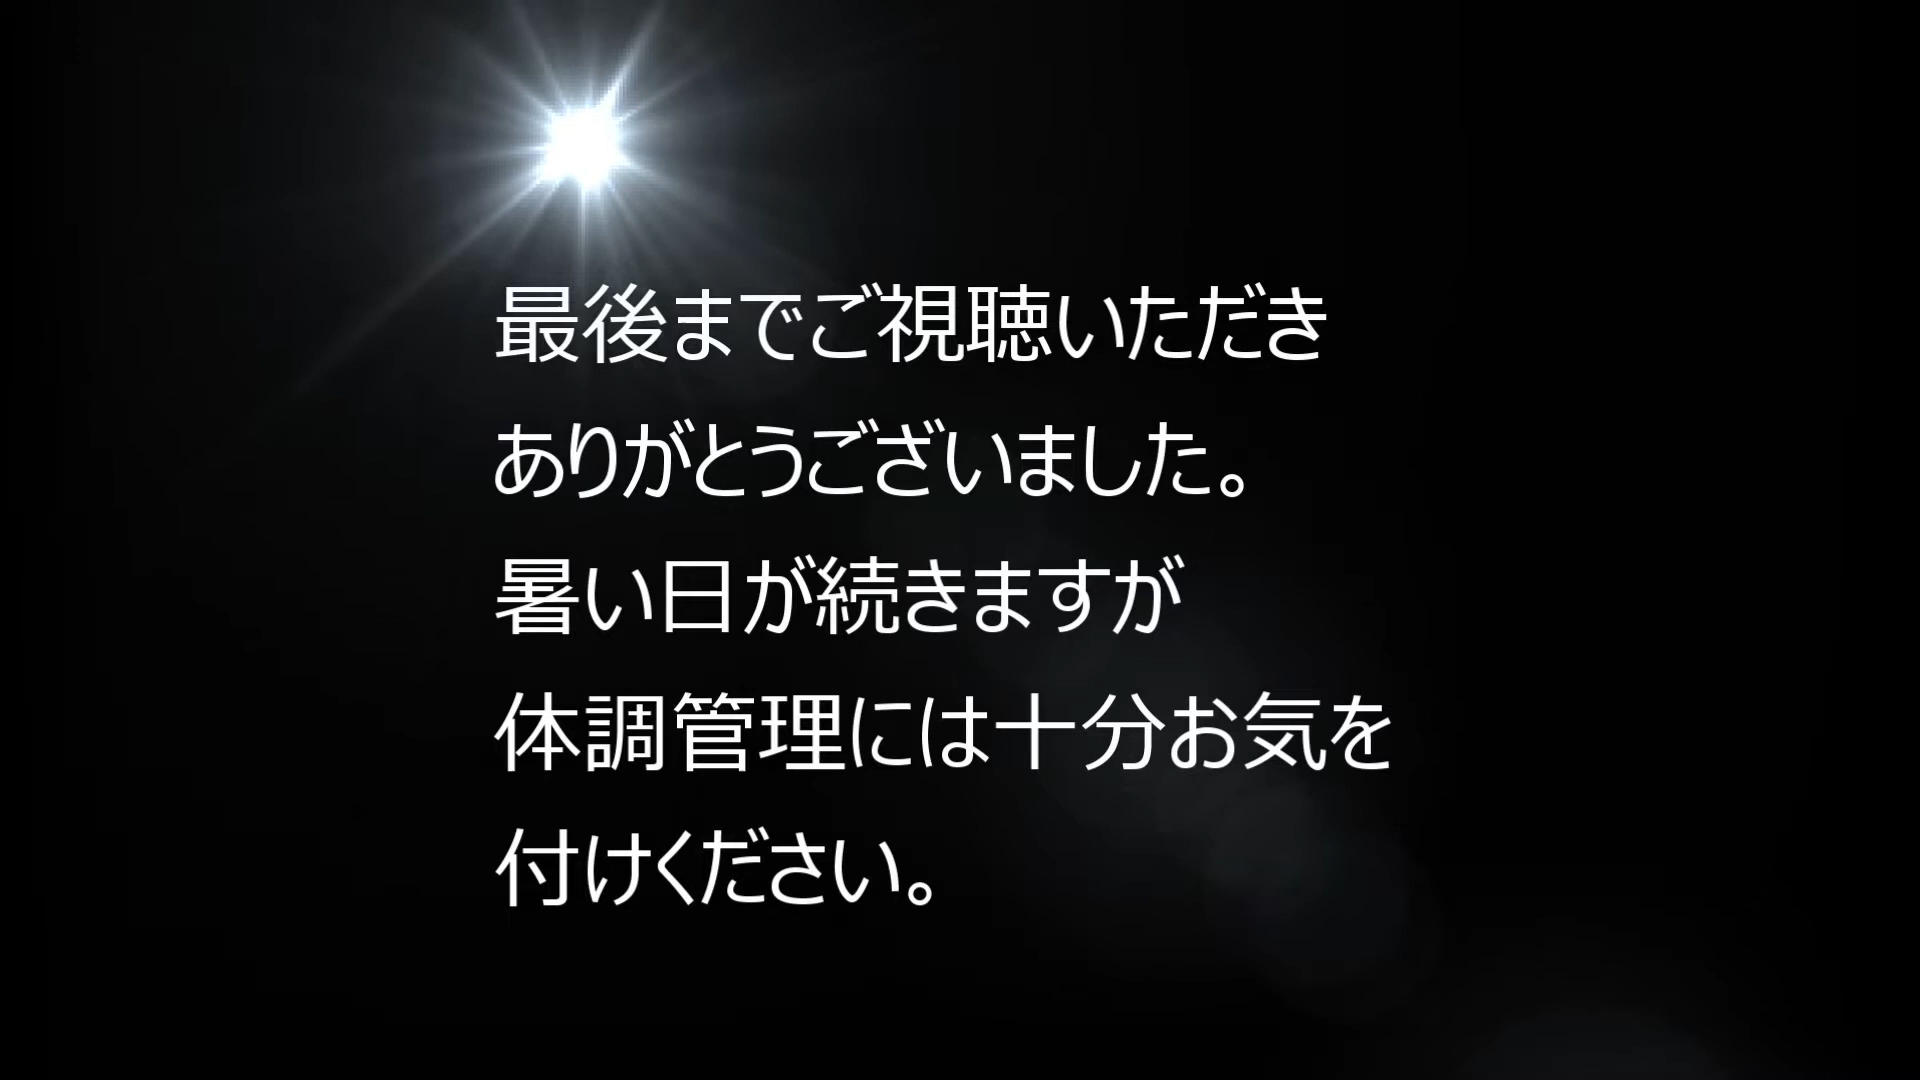 最後までご視聴いただき
ありがとうございました。
暑い日が続きますが
体調管理には十分お気を
付けください。